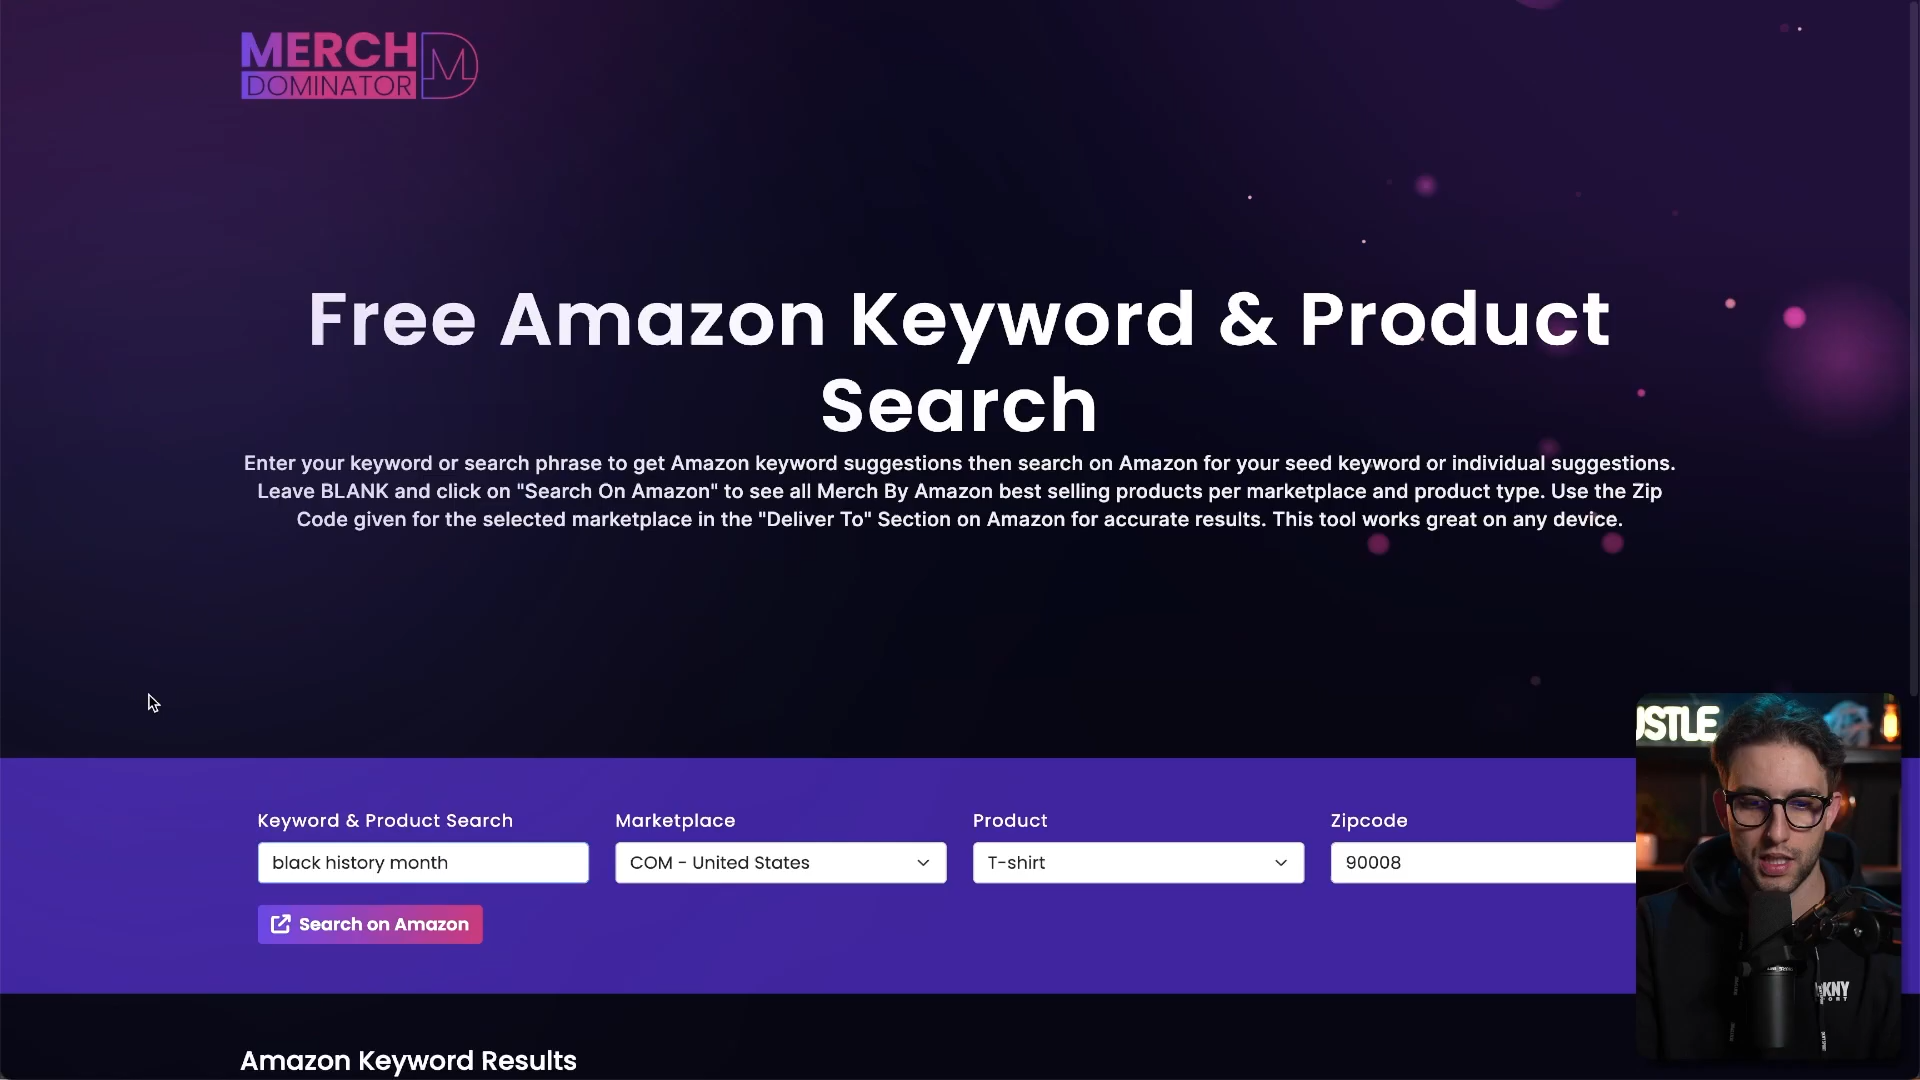 MERCH
DOMINATOR
Free Amazon Keyword & Product
Search
Enter your keyword or search phrase to get Amazon keyword suggestions then search on Amazon for your seed keyword or individual suggestions.
Leave BLANK and click on "Search On Amazon" to see all Merch By Amazon best selling products per marketplace and product type. Use the Zip
Code given for the selected marketplace in the "Deliver To" Section on Amazon for accurate results. This tool works great on any device.
Keyword & Product Search
Marketplace
Product
Zipcode
black history month
COM - United States
T-shirt
90008
Search on Amazon
Amazon Keyword Results
USTLE